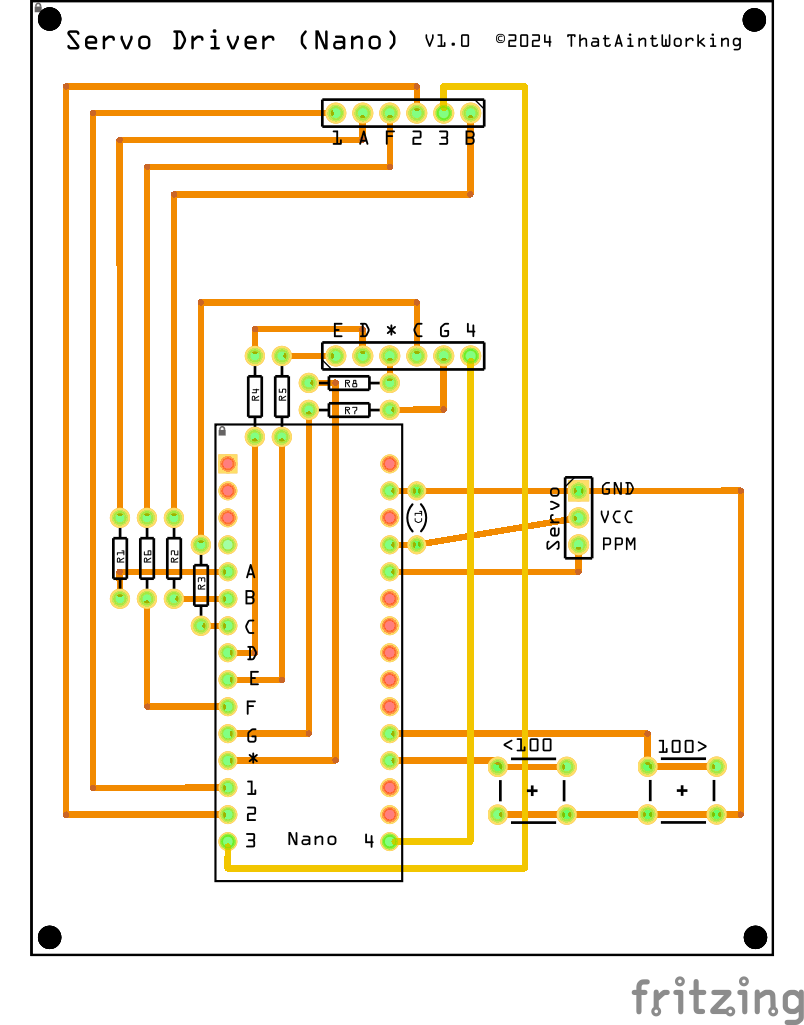 Servo Driver (Nano) V1.0 ©2024 ThatAintWorking
1 A F 2 3 B
E D * C G 4
R4
R5
R8
R7
Servo
GND
VCC
PPM
C1
R1
R6
R2
R3
A
B
C
D
E
F
G
*
1
2
3
Nano
4
<100
100>
+
+
fritzing